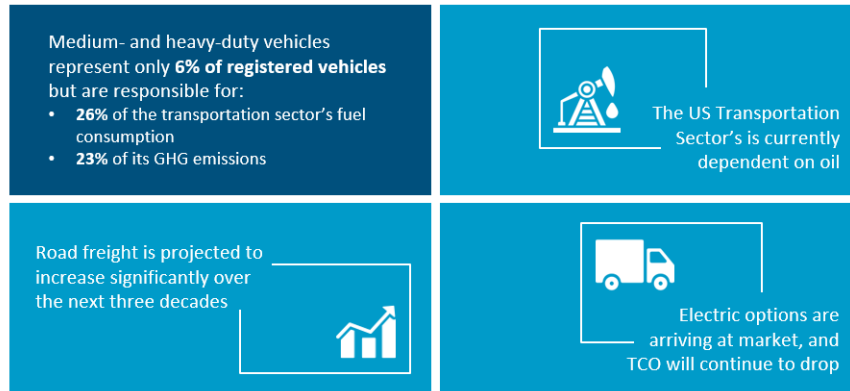 Medium- and heavy-duty vehicles
represent only 6% of registered vehicles
but are responsible for:
• 26% of the transportation sector's fuel
consumption
• 23% of its GHG emissions
The US Transportation
Sector's is currently
dependent on oil
Road freight is projected to
increase significantly over
the next three decades
Electric options are
arriving at market, and
TCO will continue to drop